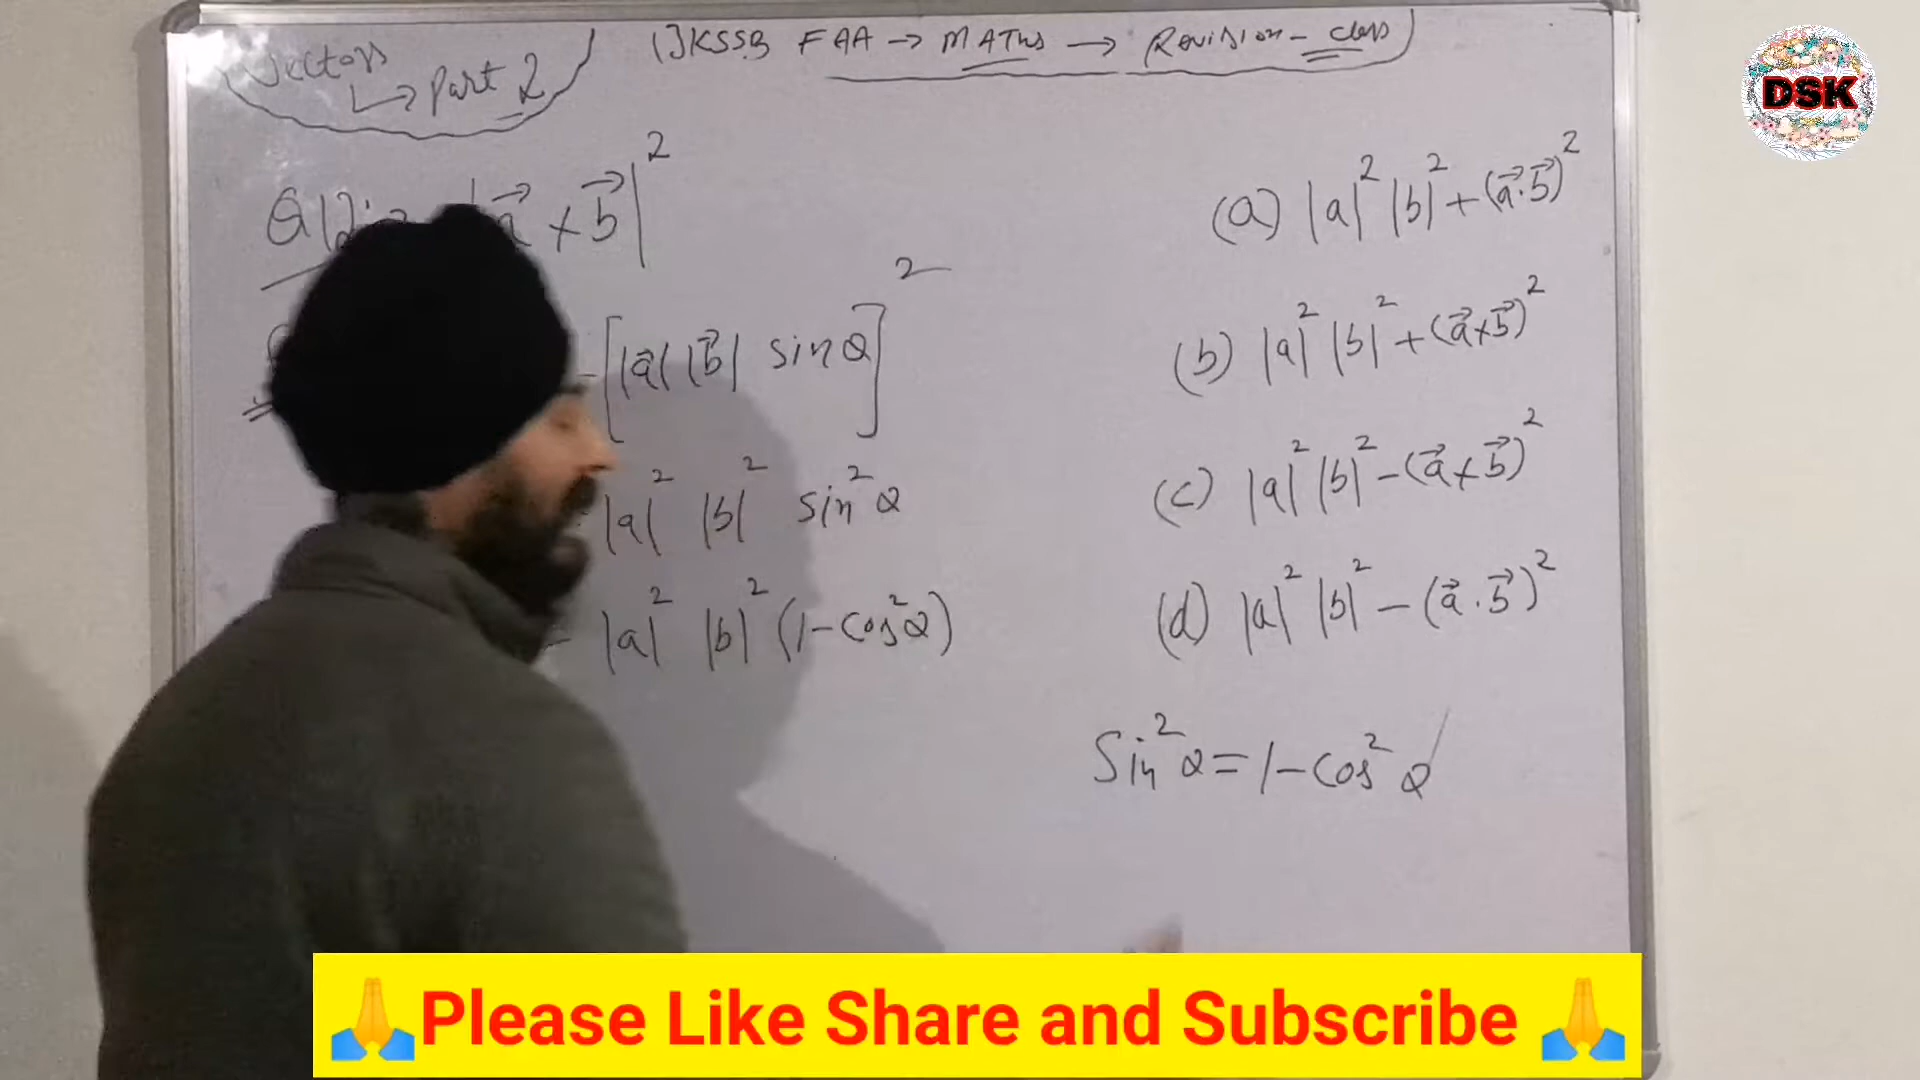 Vectors
→ Part 2
JKSSB FAA → MATHS → Revision - class
DSK
|a⃗ × b⃗|²
[|a⃗| |b⃗| sinθ]²
|a|² |b|² sin²θ
= |a|² |b|² (1-cos²θ)
(a) |a|² |b|² + (a⃗.b⃗)²
(b) |a|² |b|² + (a⃗×b⃗)²
(c) |a|² |b|² - (a⃗×b⃗)²
(d) |a|² |b|² - (a⃗.b⃗)²
Sin²θ = 1 - cos²θ
🙏Please Like Share and Subscribe 🙏